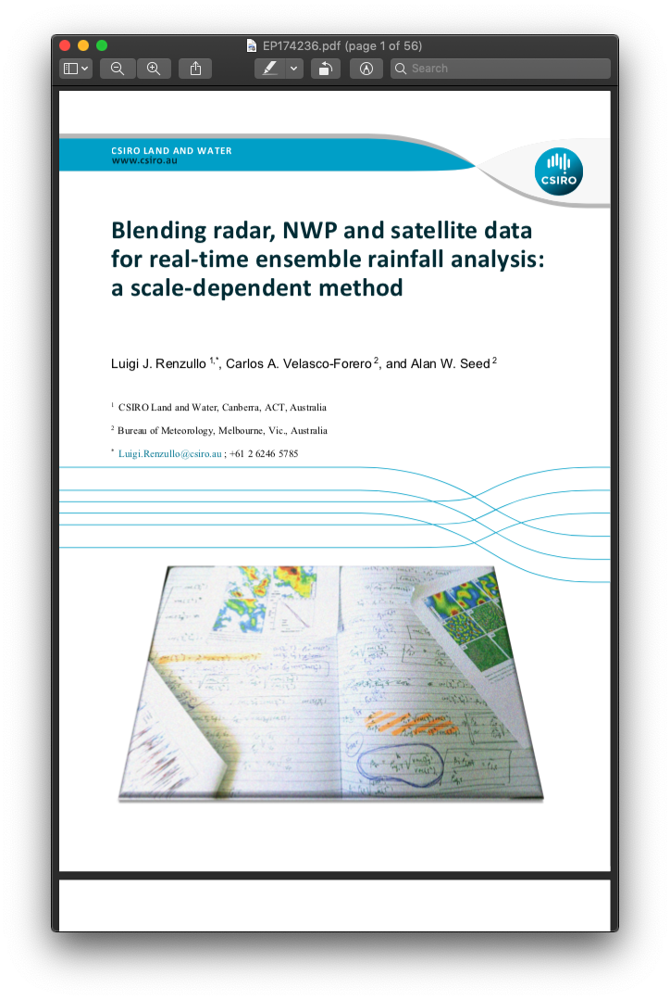 EP174236.pdf (page 1 of 56)
Search
CSIRO LAND AND WATER
www.csiro.au
CSIRO
Blending radar, NWP and satellite data
for real-time ensemble rainfall analysis:
a scale-dependent method
Luigi J. Renzullo 1,*, Carlos A. Velasco-Forero 2, and Alan W. Seed 2
1 CSIRO Land and Water, Canberra, ACT, Australia
2 Bureau of Meteorology, Melbourne, Vic., Australia
* Luigi.Renzullo@csiro.au ; +61 2 6246 5785